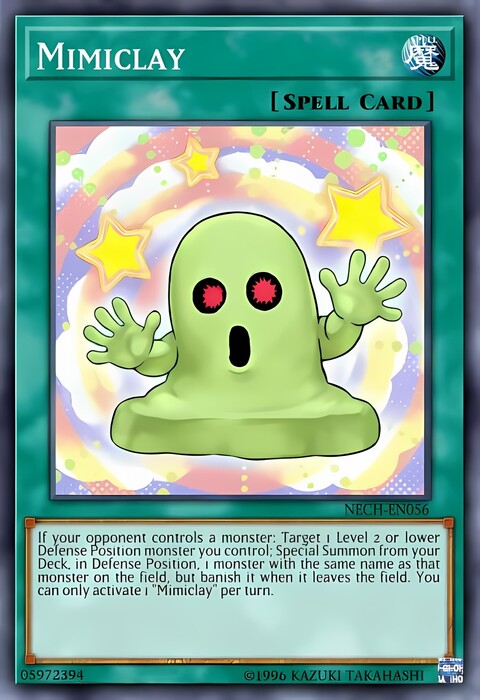 MIMICLAY
[SPELL CARD]
NECH-EN056
If your opponent controls a monster: Target 1 Level 2 or lower
Defense Position monster you control; Special Summon from your
Deck, in Defense Position, 1 monster with the same name as that
monster on the field, but banish it when it leaves the field. You
can only activate 1 "Mimiclay" per turn.
05972394
©1996 KAZUKI TAKAHASHI